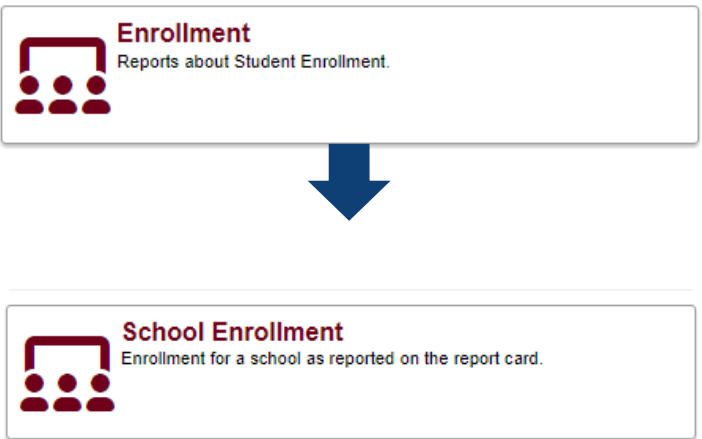 Enrollment
Reports about Student Enrollment.
School Enrollment
Enrollment for a school as reported on the report card.